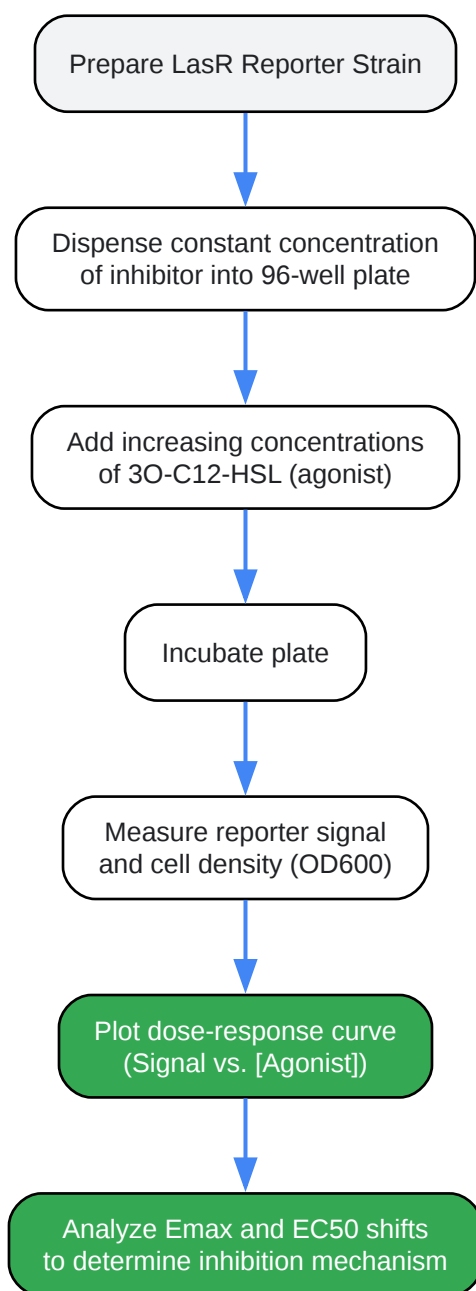 Prepare LasR Reporter Strain
Dispense constant concentration
of inhibitor into 96-well plate
Add increasing concentrations
of 3O-C12-HSL (agonist)
Incubate plate
Measure reporter signal
and cell density (OD600)
Plot dose-response curve
(Signal vs. [Agonist])
Analyze Emax and EC50 shifts
to determine inhibition mechanism